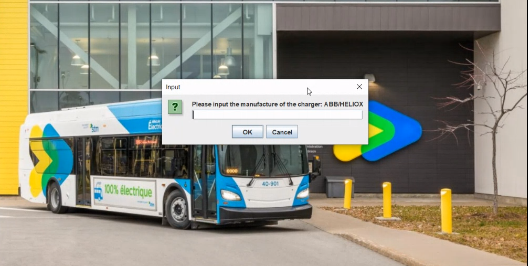 Input
Please input the manufacture of the charger: ABB/HELIOX
OK
Cancel
100% électrique
40-901